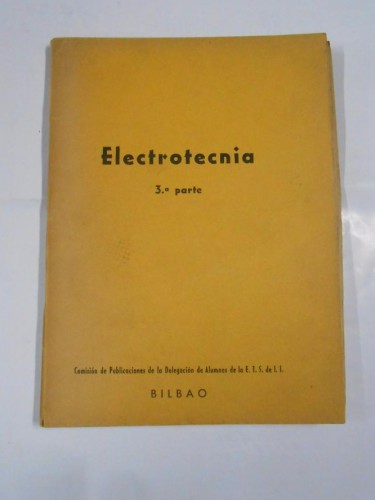 Electrotecnia
3.ª parte
Comisión de Publicaciones de la Delegación de Alumnos de la E. T. S. de I. I.
BILBAO